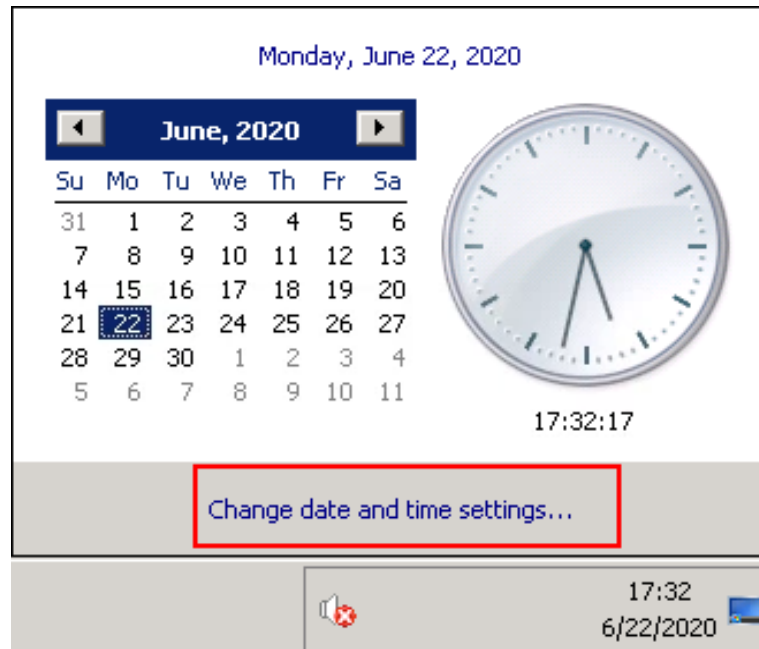 Monday, June 22, 2020
June, 2020
Su Mo Tu We Th Fr Sa
31 1 2 3 4 5 6
7 8 9 10 11 12 13
14 15 16 17 18 19 20
21 22 23 24 25 26 27
28 29 30 1 2 3 4
5 6 7 8 9 10 11
17:32:17
Change date and time settings...
17:32
6/22/2020